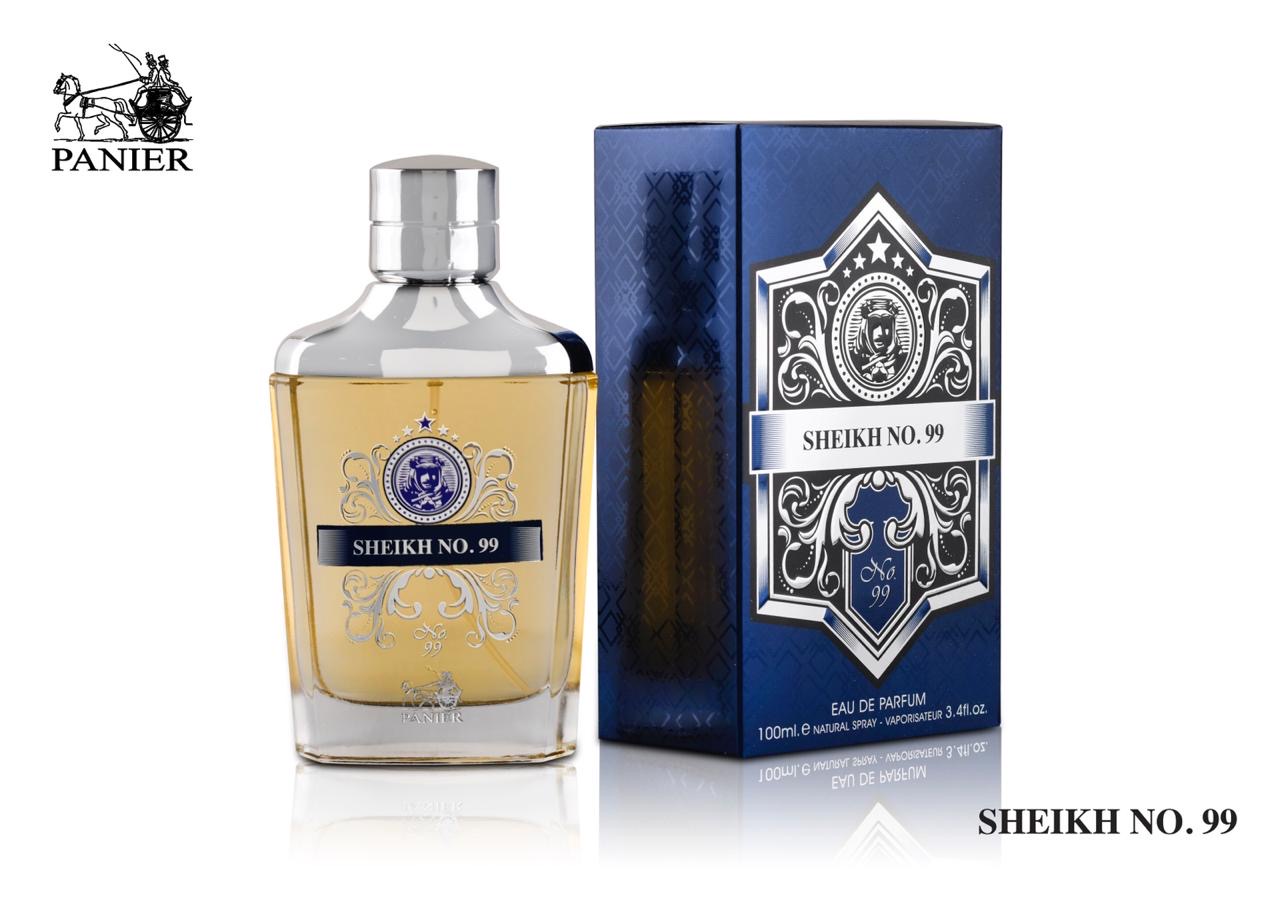 PANIER
SHEIKH NO. 99
No.
99
PANIER
SHEIKH NO. 99
No.
99
EAU DE PARFUM
100ml. e NATURAL SPRAY - VAPORISATEUR 3.4fl.oz.
SHEIKH NO. 99